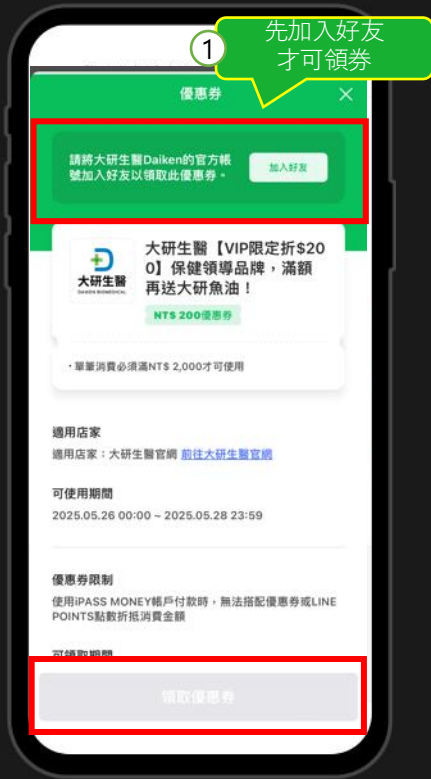 先加入好友
1
才可領券
優惠券
請將大研生醫Daiken的官方帳
號加入好友以領取此優惠券。
加入好友
大研生醫【VIP限定折$20
0】保健領導品牌，滿額
再送大研魚油！
大研生醫
DAIKEN BIOMEDICAL
NT$ 200優惠券
・單筆消費必須滿NT$ 2,000才可使用
適用店家
適用店家：大研生醫官網 前往大研生醫官網
可使用期間
2025.05.26 00:00 ~ 2025.05.28 23:59
優惠券限制
使用iPASS MONEY帳戶付款時，無法搭配優惠券或LINE
POINTS點數折抵消費金額
可領取期間
領取優惠券